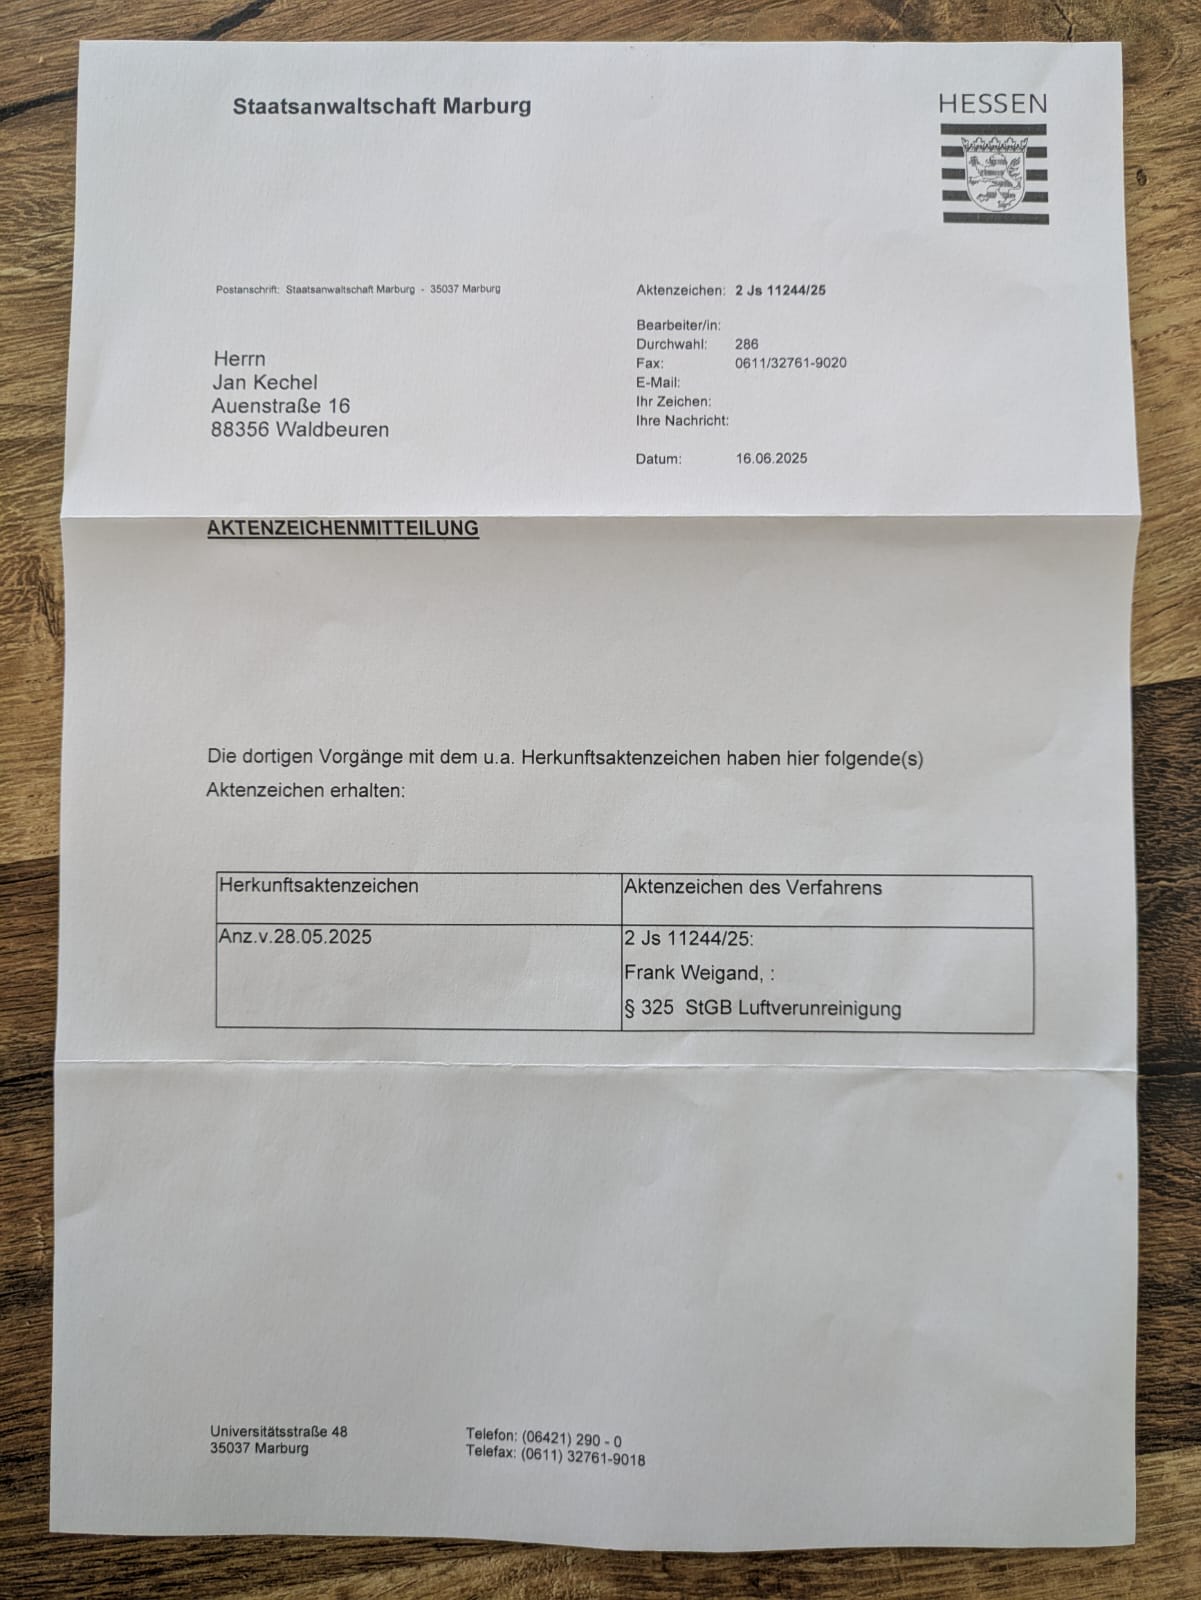 Staatsanwaltschaft Marburg
HESSEN
Postanschrift: Staatsanwaltschaft Marburg - 35037 Marburg
Herrn
Jan Kechel
Auenstraße 16
88356 Waldbeuren
Aktenzeichen: 2 Js 11244/25
Bearbeiter/in:
Durchwahl: 286
Fax: 0611/32761-9020
E-Mail:
Ihr Zeichen:
Ihre Nachricht:
Datum: 16.06.2025
AKTENZEICHENMITTEILUNG
Die dortigen Vorgänge mit dem u.a. Herkunftsaktenzeichen haben hier folgende(s)
Aktenzeichen erhalten:
Herkunftsaktenzeichen
Aktenzeichen des Verfahrens
Anz.v.28.05.2025
2 Js 11244/25:
Frank Weigand, :
§ 325 StGB Luftverunreinigung
Universitätsstraße 48
35037 Marburg
Telefon: (06421) 290 - 0
Telefax: (0611) 32761-9018